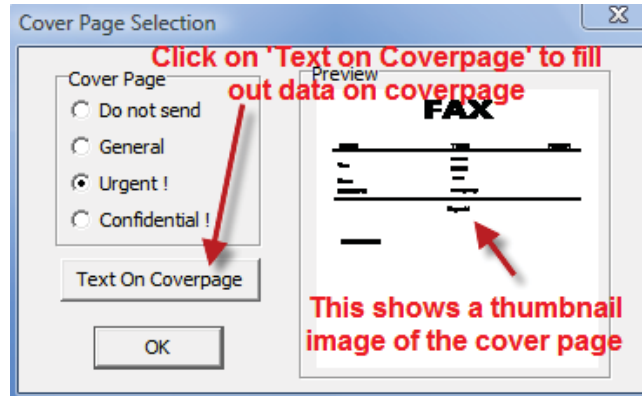 Cover Page Selection
Click on 'Text on Coverpage' to fill
out data on coverpage
Cover Page
Do not send
General
Urgent !
Confidential !
Text On Coverpage
OK
Preview
FAX
This shows a thumbnail
image of the cover page